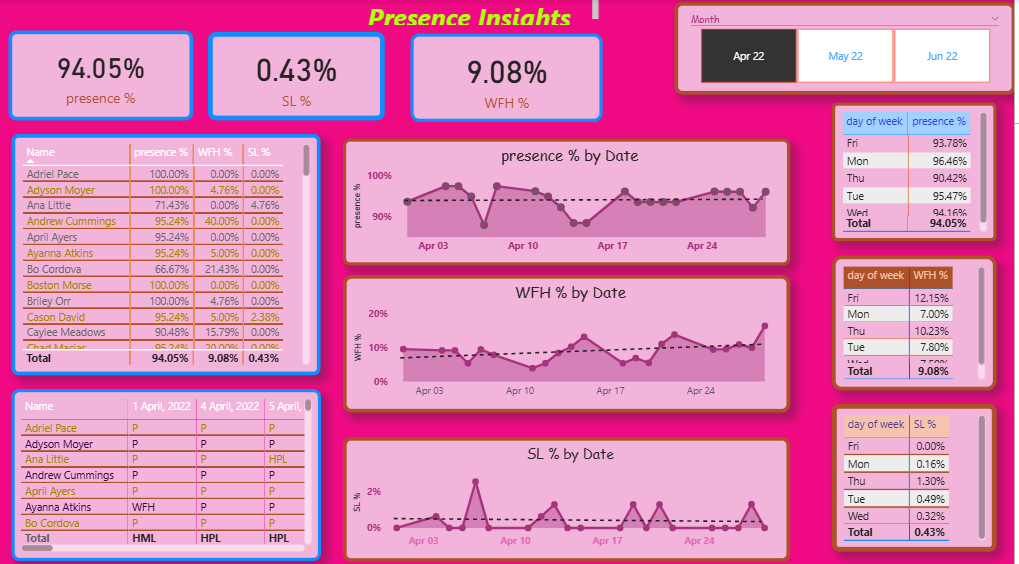 Presence Insights
94.05%
presence %
0.43%
SL %
9.08%
WFH %
Month
Apr 22
May 22
Jun 22
Name presence % WFH % SL %
Adriel Pace 100.00% 0.00% 0.00%
Adyson Moyer 100.00% 4.76% 0.00%
Ana Little 71.43% 0.00% 4.76%
Andrew Cummings 95.24% 40.00% 0.00%
April Ayers 95.24% 0.00% 0.00%
Ayanna Atkins 95.24% 5.00% 0.00%
Bo Cordova 66.67% 21.43% 0.00%
Boston Morse 100.00% 0.00% 0.00%
Briley Orr 100.00% 4.76% 0.00%
Cason David 95.24% 5.00% 2.38%
Caylee Meadows 90.48% 15.79% 0.00%
Chad Macias 95.24% 20.00% 0.00%
Total 94.05% 9.08% 0.43%
Name 1 April, 2022 4 April, 2022 5 April,
Adriel Pace P P P
Adyson Moyer P P P
Ana Little P P HPL
Andrew Cummings P P P
April Ayers P P P
Ayanna Atkins WFH P P
Bo Cordova P P P
Total HML HPL HPL
presence % by Date
presence %
100%
90%
Apr 03 Apr 10 Apr 17 Apr 24
WFH % by Date
WFH %
20%
10%
0%
Apr 03 Apr 10 Apr 17 Apr 24
SL % by Date
SL %
2%
0%
Apr 03 Apr 10 Apr 17 Apr 24
day of week presence %
Fri 93.78%
Mon 96.46%
Thu 90.42%
Tue 95.47%
Wed 94.16%
Total 94.05%
day of week WFH %
Fri 12.15%
Mon 7.00%
Thu 10.23%
Tue 7.80%
Wed
Total 9.08%
day of week SL %
Fri 0.00%
Mon 0.16%
Thu 1.30%
Tue 0.49%
Wed 0.32%
Total 0.43%